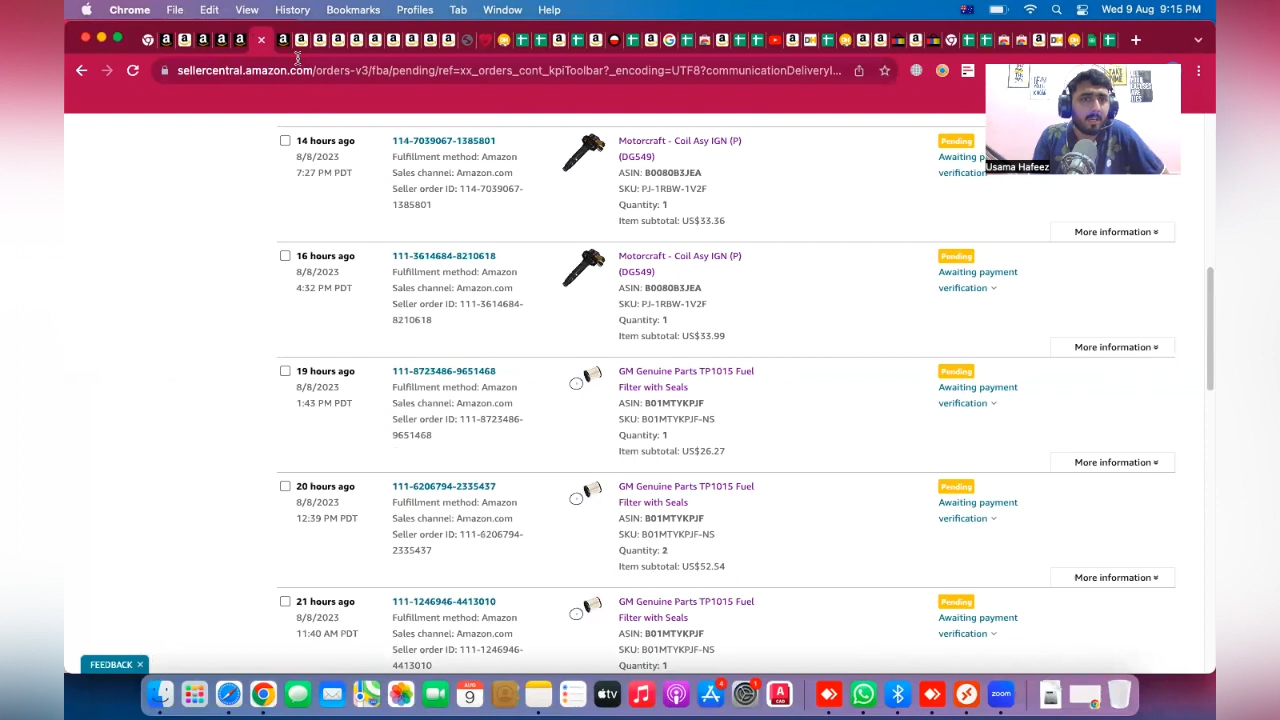 Chrome File Edit View History Bookmarks Profiles Tab Window Help Wed 9 Aug 9:15 PM
sellercentral.amazon.com/orders-v3/fba/pending/ref=xx_orders_cont_kpiToolbar?_encoding=UTF8?communicationDeliveryI...
Usama Hafeez
14 hours ago
8/8/2023
7:27 PM PDT
114-7039067-1385801
Fulfillment method: Amazon
Sales channel: Amazon.com
Seller order ID: 114-7039067-
1385801
Motorcraft - Coil Asy IGN (P)
(DG549)
ASIN: B0080B3JEA
SKU: PJ-1RBW-1V2F
Quantity: 1
Item subtotal: US$33.36
Pending
Awaiting p
verification
More information
16 hours ago
8/8/2023
4:32 PM PDT
111-3614684-8210618
Fulfillment method: Amazon
Sales channel: Amazon.com
Seller order ID: 111-3614684-
8210618
Motorcraft - Coil Asy IGN (P)
(DG549)
ASIN: B0080B3JEA
SKU: PJ-1RBW-1V2F
Quantity: 1
Item subtotal: US$33.99
Pending
Awaiting payment
verification
More information
19 hours ago
8/8/2023
1:43 PM PDT
111-8723486-9651468
Fulfillment method: Amazon
Sales channel: Amazon.com
Seller order ID: 111-8723486-
9651468
GM Genuine Parts TP1015 Fuel
Filter with Seals
ASIN: B01MTYKPJF
SKU: B01MTYKPJF-NS
Quantity: 1
Item subtotal: US$26.27
Pending
Awaiting payment
verification
More information
20 hours ago
8/8/2023
12:39 PM PDT
111-6206794-2335437
Fulfillment method: Amazon
Sales channel: Amazon.com
Seller order ID: 111-6206794-
2335437
GM Genuine Parts TP1015 Fuel
Filter with Seals
ASIN: B01MTYKPJF
SKU: B01MTYKPJF-NS
Quantity: 2
Item subtotal: US$52.54
Pending
Awaiting payment
verification
More information
21 hours ago
8/8/2023
11:40 AM PDT
111-1246946-4413010
Fulfillment method: Amazon
Sales channel: Amazon.com
Seller order ID: 111-1246946-
4413010
GM Genuine Parts TP1015 Fuel
Filter with Seals
ASIN: B01MTYKPJF
SKU: B01MTYKPJF-NS
Quantity: 1
Pending
Awaiting payment
verification
FEEDBACK
AUG
9
tv
4
1
zoom